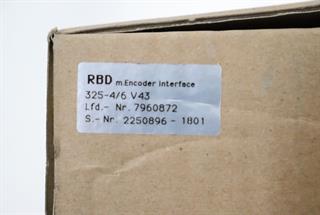 RBD m.Encoder Interface
325-4/6 V43
Lfd.- Nr. 7960872
S.- Nr. 2250896 - 1801